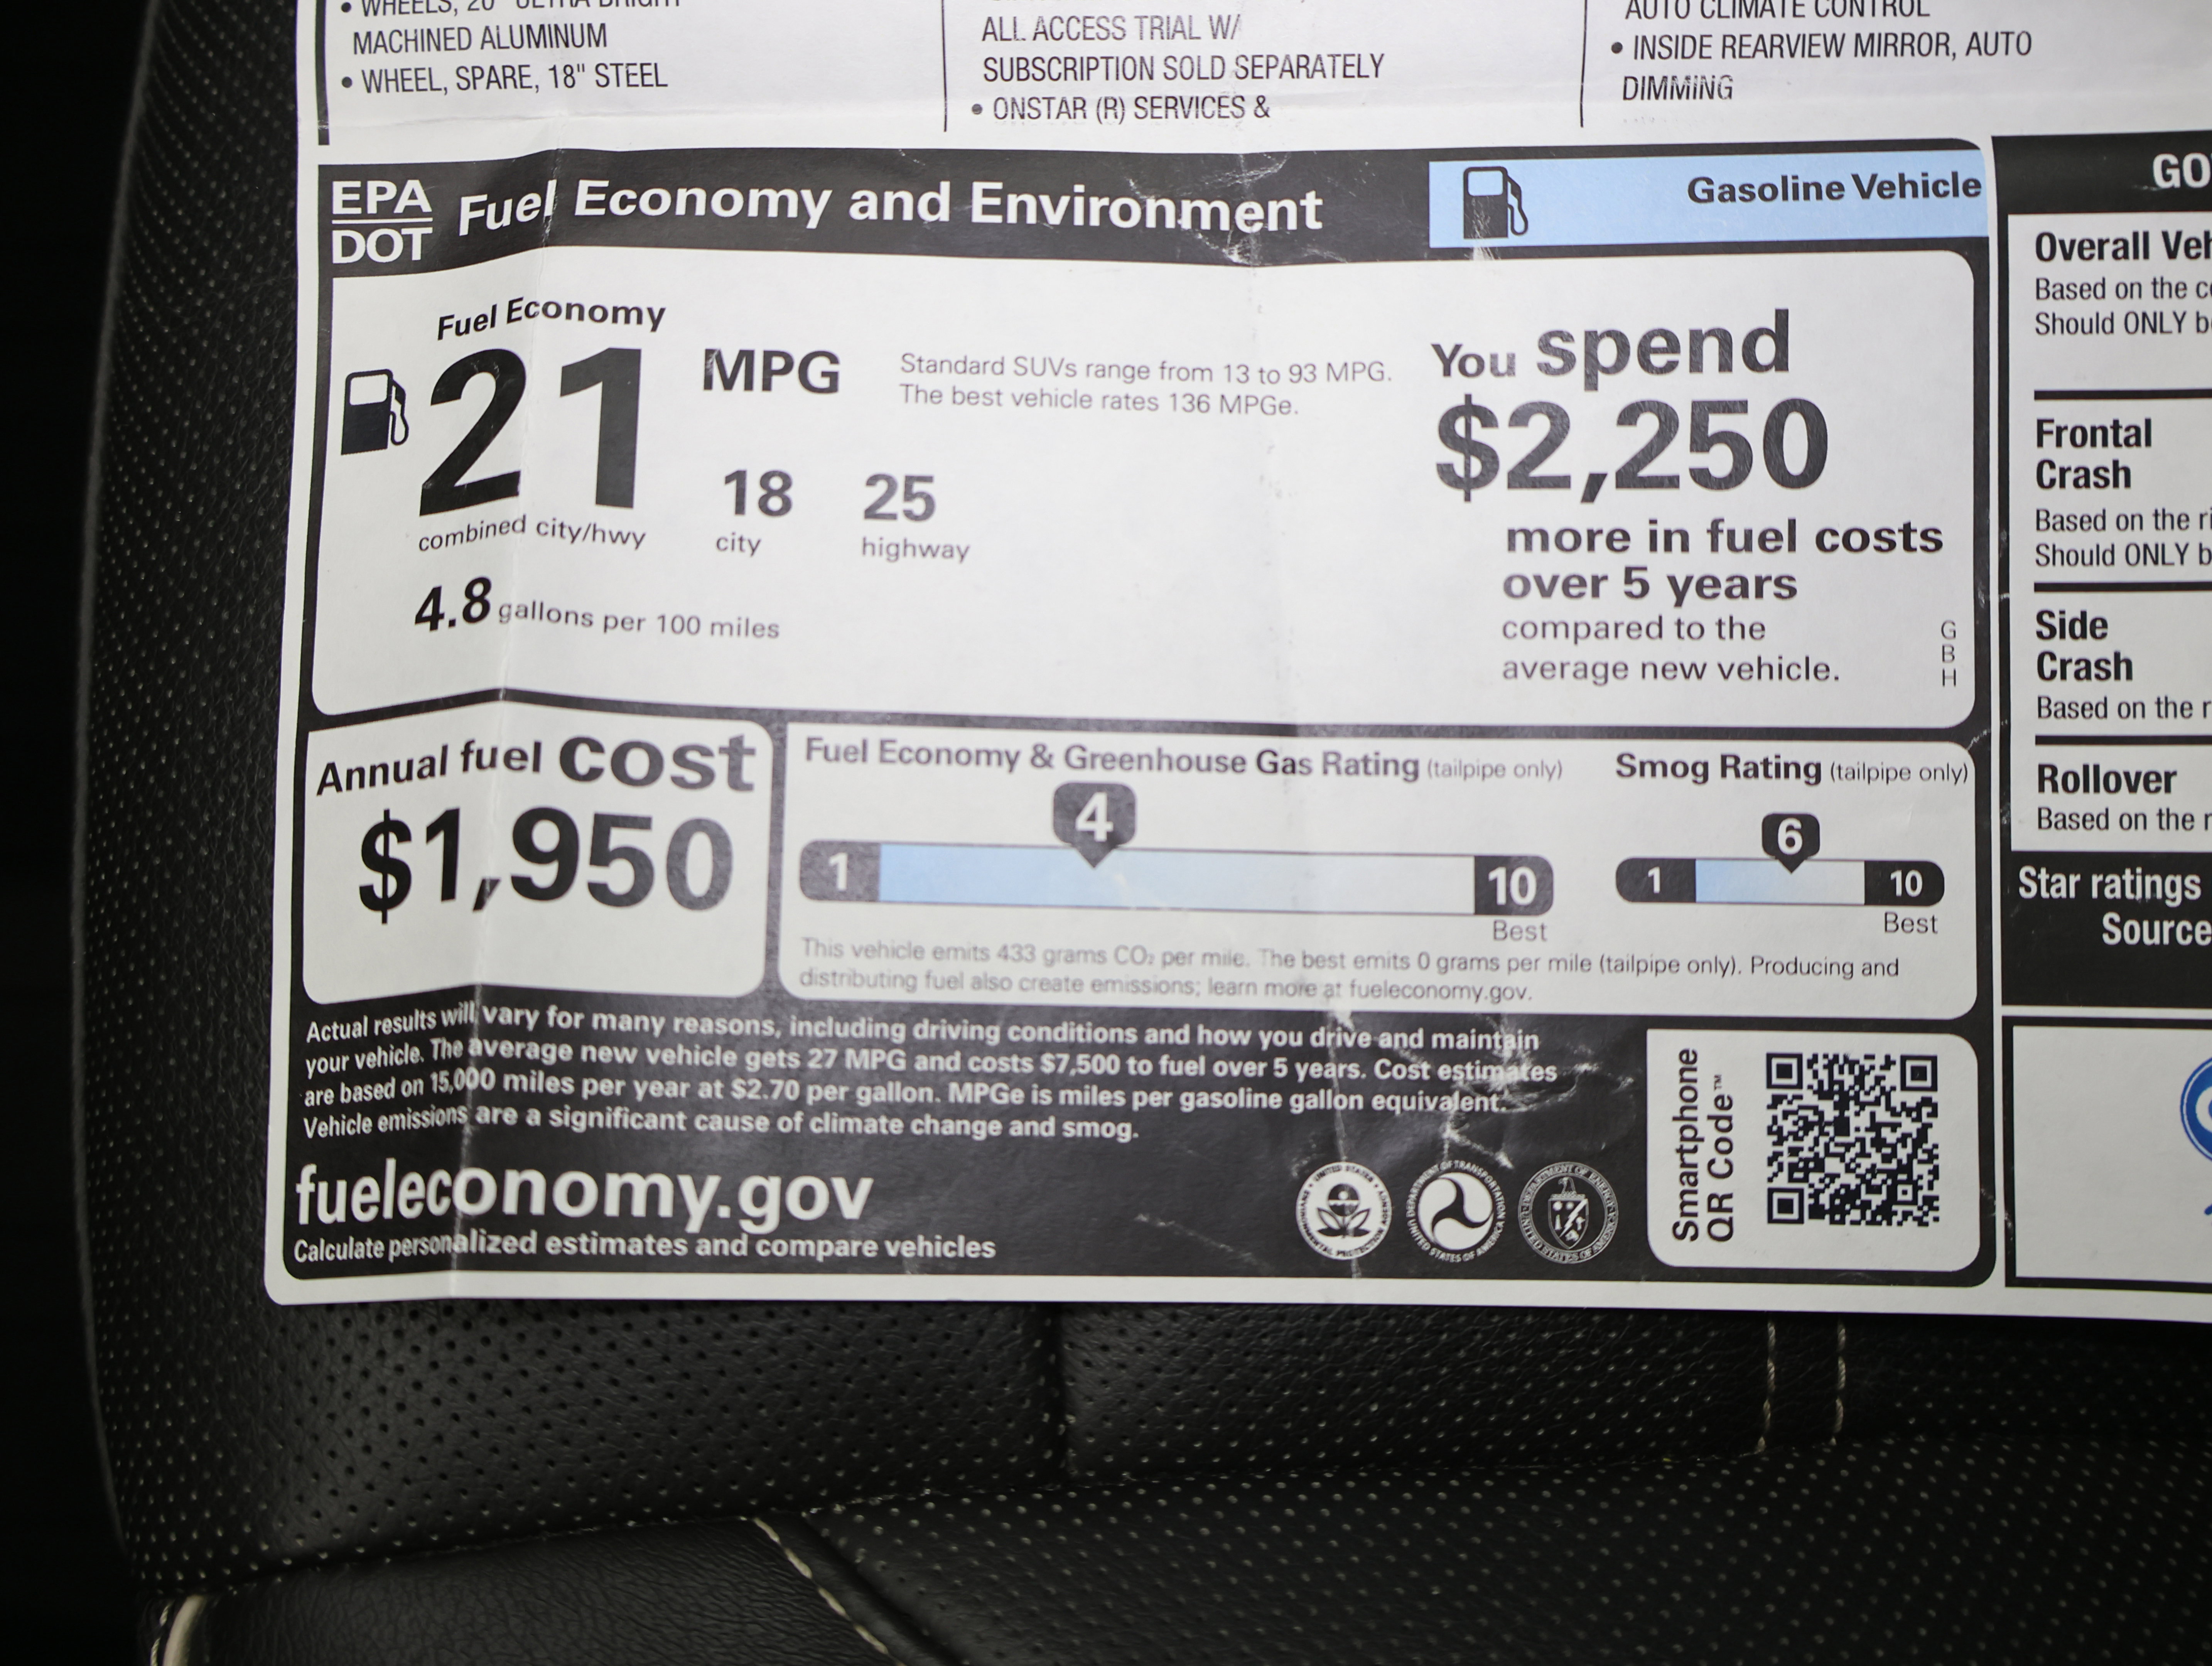 MACHINED ALUMINUM
• WHEEL, SPARE, 18" STEEL
ALL ACCESS TRIAL W/
SUBSCRIPTION SOLD SEPARATELY
• ONSTAR (R) SERVICES &
AUTO CLIMATE CONTROL
• INSIDE REARVIEW MIRROR, AUTO
DIMMING
EPA
DOT
Fuel Economy and Environment
Gasoline Vehicle
Fuel Economy
21 MPG
Standard SUVs range from 13 to 93 MPG.
The best vehicle rates 136 MPGe.
18 25
combined city/hwy city highway
4.8 gallons per 100 miles
You spend
$2,250
more in fuel costs
over 5 years
compared to the
average new vehicle.
G
B
H
Annual fuel cost
$1,950
Fuel Economy & Greenhouse Gas Rating (tailpipe only)
4
1 10
Best
Smog Rating (tailpipe only)
6
1 10
Best
This vehicle emits 433 grams CO₂ per mile. The best emits 0 grams per mile (tailpipe only). Producing and
distributing fuel also create emissions; learn more at fueleconomy.gov.
Actual results will vary for many reasons, including driving conditions and how you drive and maintain
your vehicle. The average new vehicle gets 27 MPG and costs $7,500 to fuel over 5 years. Cost estimates
are based on 15,000 miles per year at $2.70 per gallon. MPGe is miles per gasoline gallon equivalent.
Vehicle emissions are a significant cause of climate change and smog.
fueleconomy.gov
Calculate personalized estimates and compare vehicles
Smartphone
QR Code™
GO
Overall Veh
Based on the
Should ONLY b
Frontal
Crash
Based on the ri
Should ONLY b
Side
Crash
Based on the r
Rollover
Based on the r
Star ratings
Source